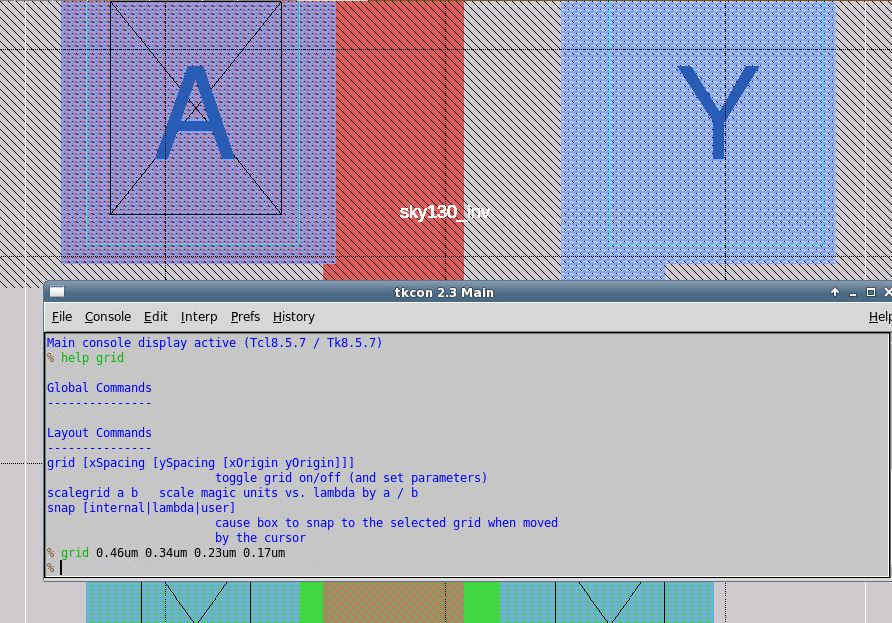 A
Y
sky130_inv
tkcon 2.3 Main
File Console Edit Interp Prefs History Help
Main console display active (Tcl8.5.7 / Tk8.5.7)
% help grid
Global Commands
---------------
Layout Commands
---------------
grid [xSpacing [ySpacing [xOrigin yOrigin]]]
toggle grid on/off (and set parameters)
scalegrid a b   scale magic units vs. lambda by a / b
snap [internal|lambda|user]
cause box to snap to the selected grid when moved
by the cursor
% grid 0.46um 0.34um 0.23um 0.17um
%